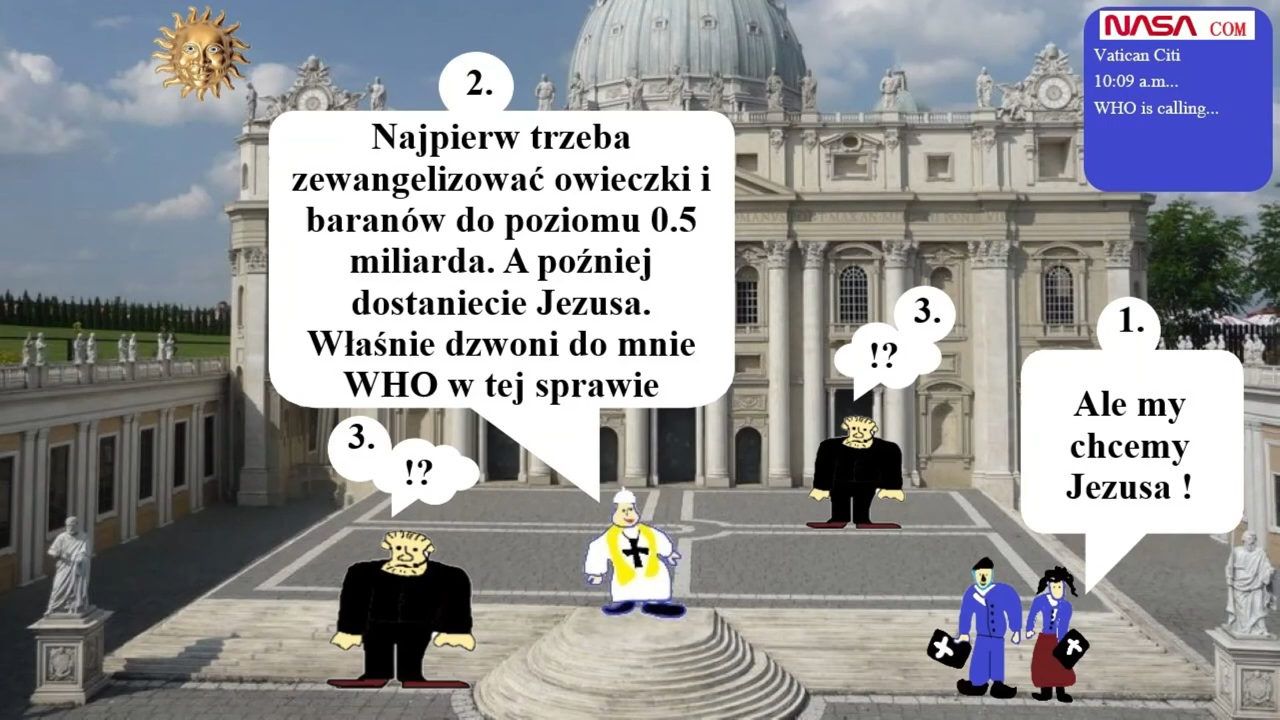 NASA COM
Vatican Citi
10:09 a.m...
WHO is calling...
1.
Ale my
chcemy
Jezusa !
2.
Najpierw trzeba
zewangelizować owieczki i
baranów do poziomu 0.5
miliarda. A poźniej
dostaniecie Jezusa.
Właśnie dzwoni do mnie
WHO w tej sprawie
3.
!?
3.
!?